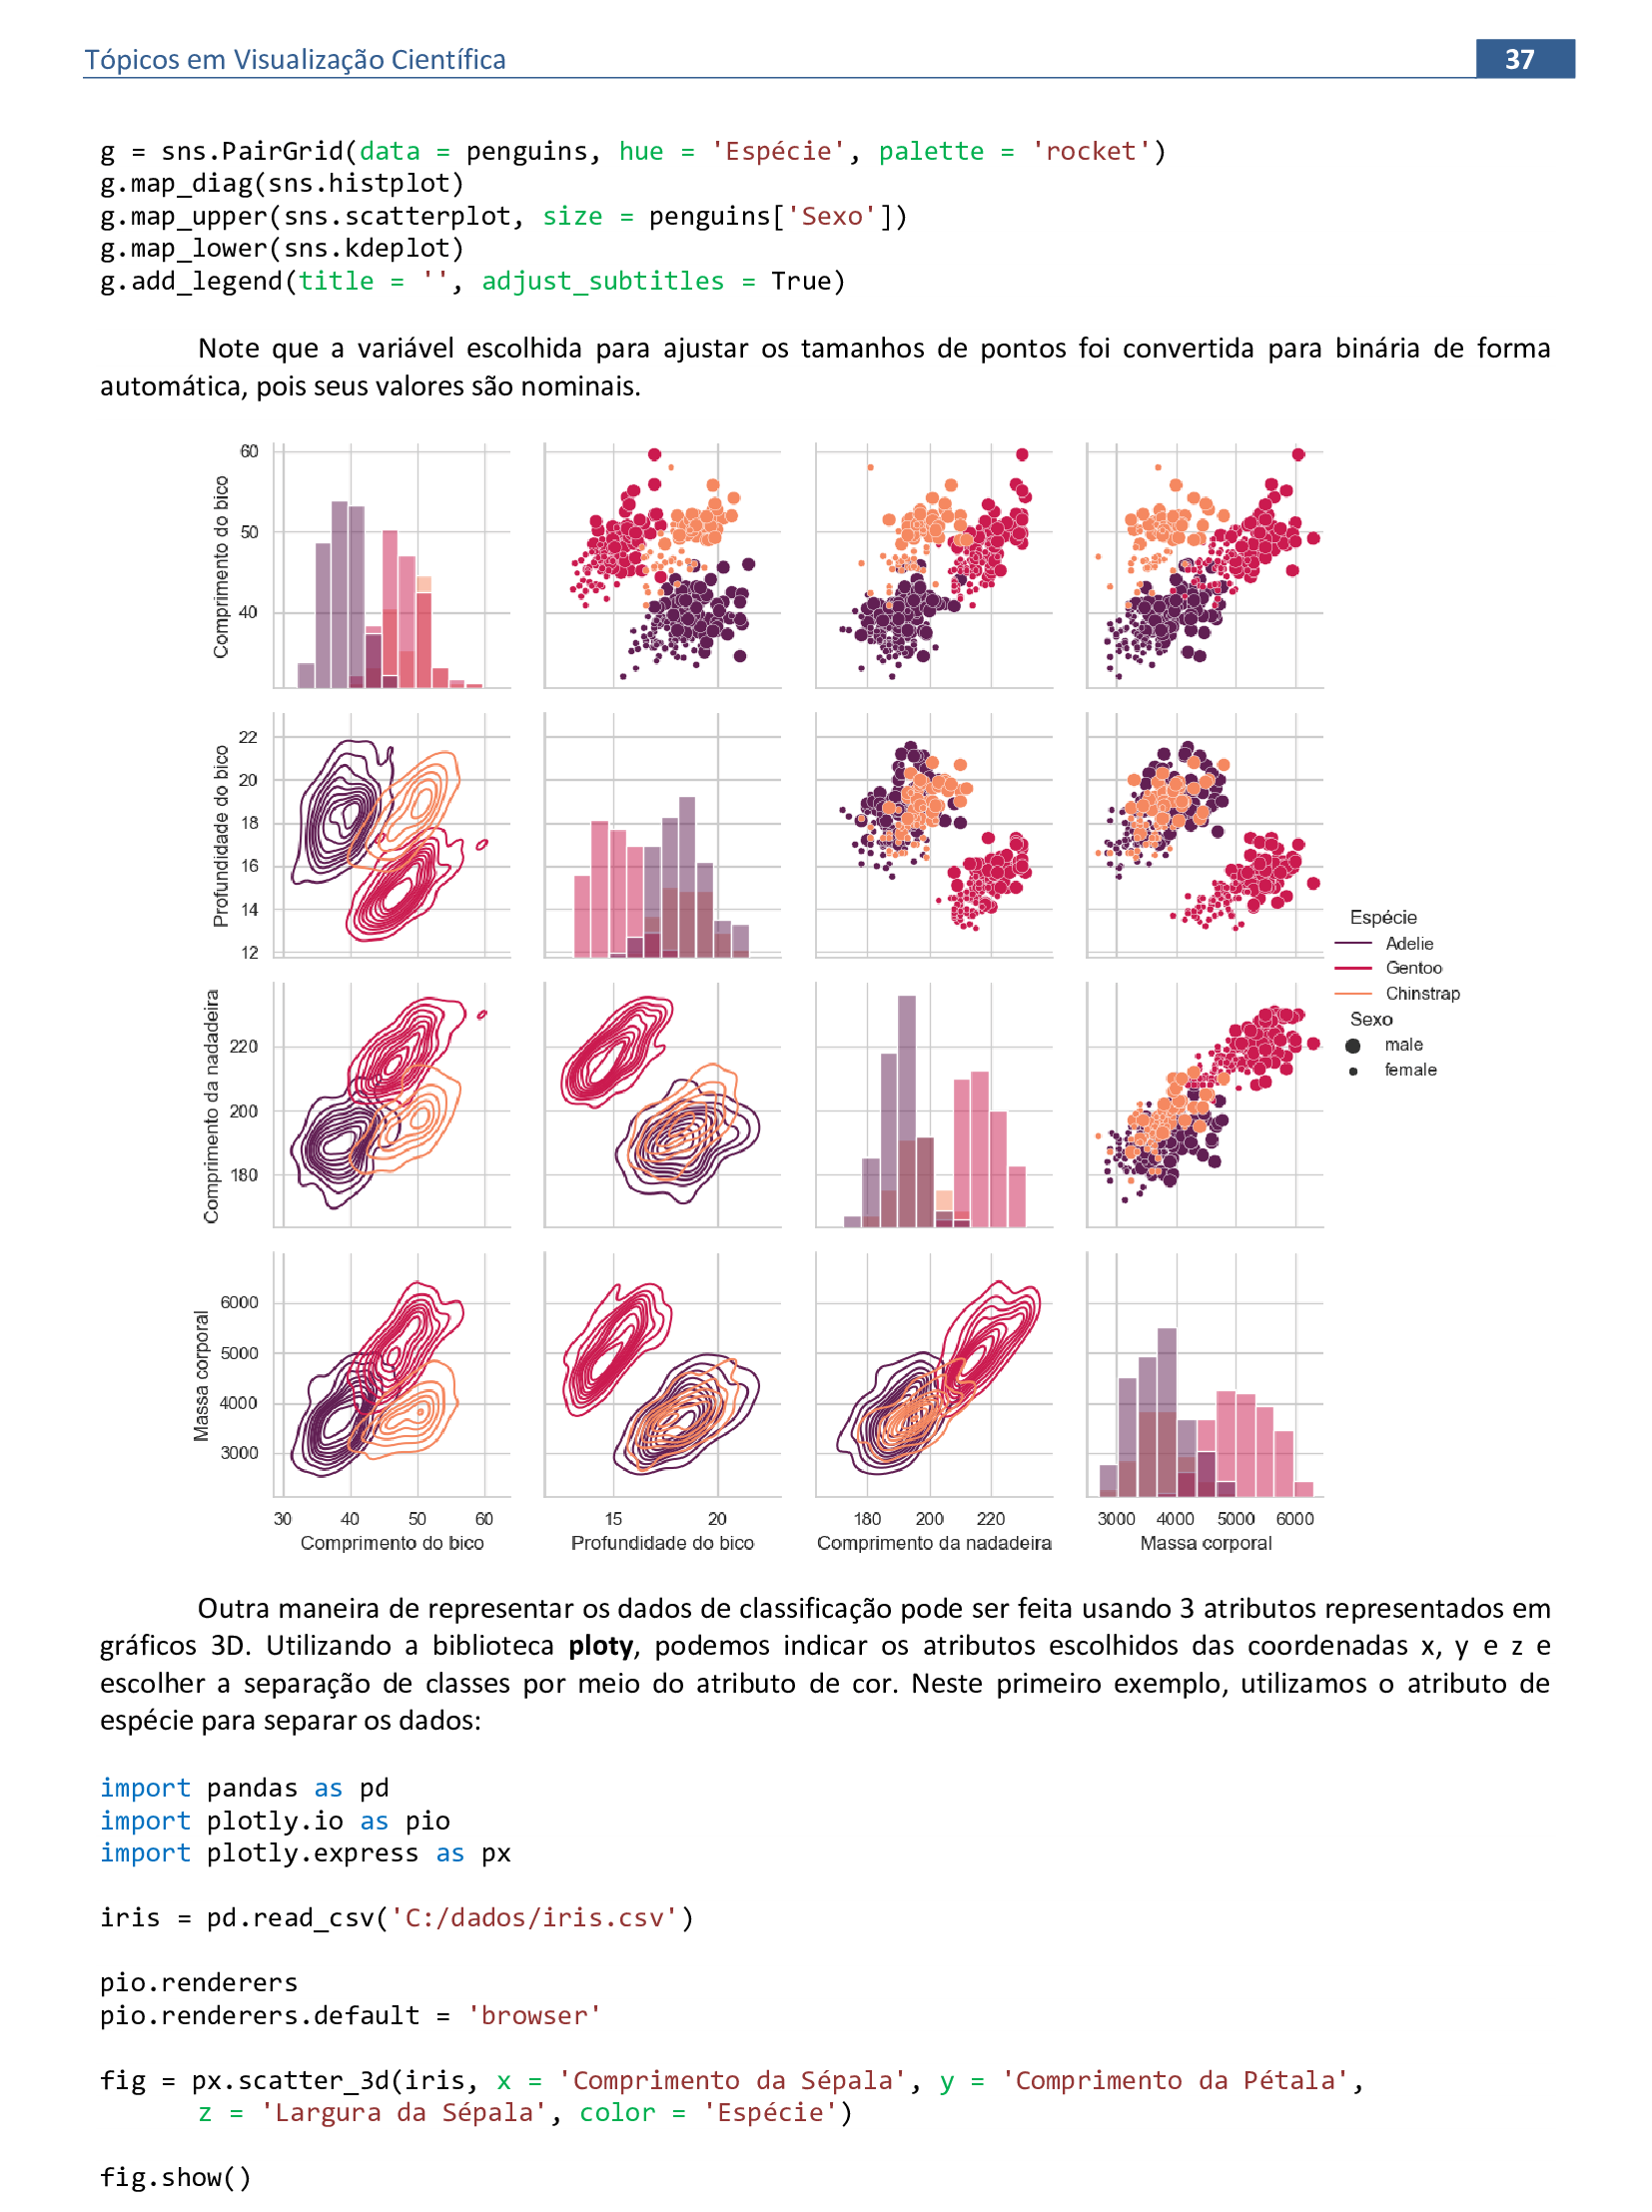 Tópicos em Visualização Científica 37
g = sns.PairGrid(data = penguins, hue = 'Espécie', palette = 'rocket')
g.map_diag(sns.histplot)
g.map_upper(sns.scatterplot, size = penguins['Sexo'])
g.map_lower(sns.kdeplot)
g.add_legend(title = '', adjust_subtitles = True)
Note que a variável escolhida para ajustar os tamanhos de pontos foi convertida para binária de forma
automática, pois seus valores são nominais.
Comprimento do bico
60
50
40
Profundidade do bico
22
20
18
16
14
12
Espécie
Adelie
Gentoo
Chinstrap
Sexo
male
female
Comprimento da nadadeira
220
200
180
Massa corporal
6000
5000
4000
3000
30 40 50 60 15 20 180 200 220 3000 4000 5000 6000
Comprimento do bico Profundidade do bico Comprimento da nadadeira Massa corporal
Outra maneira de representar os dados de classificação pode ser feita usando 3 atributos representados em
gráficos 3D. Utilizando a biblioteca ploty, podemos indicar os atributos escolhidos das coordenadas x, y e z e
escolher a separação de classes por meio do atributo de cor. Neste primeiro exemplo, utilizamos o atributo de
espécie para separar os dados:
import pandas as pd
import plotly.io as pio
import plotly.express as px
iris = pd.read_csv('C:/dados/iris.csv')
pio.renderers
pio.renderers.default = 'browser'
fig = px.scatter_3d(iris, x = 'Comprimento da Sépala', y = 'Comprimento da Pétala',
z = 'Largura da Sépala', color = 'Espécie')
fig.show()